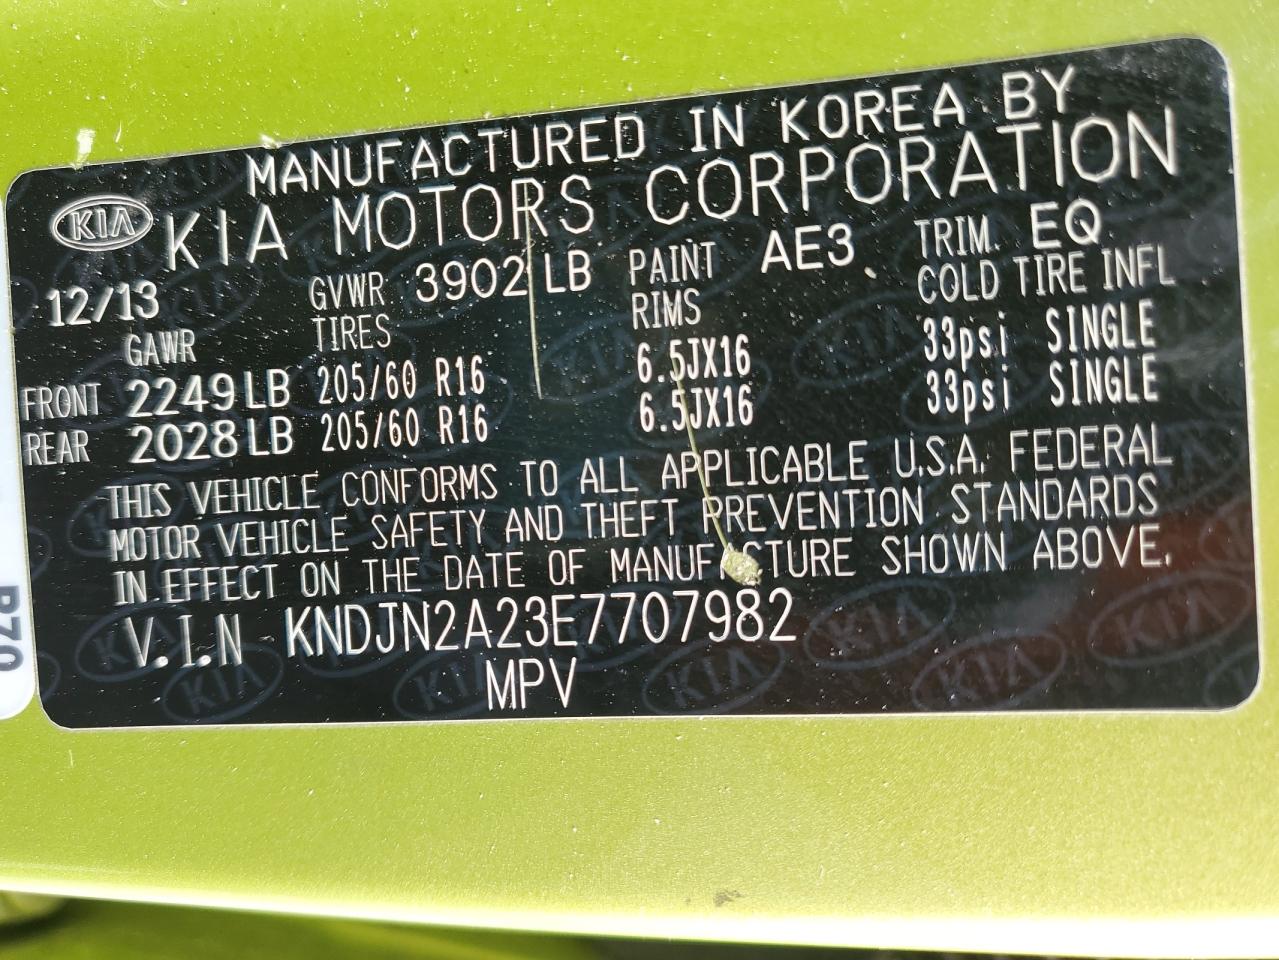 MANUFACTURED IN KOREA BY
KIA KIA MOTORS CORPORATION
12/13 GVWR 3902 LB PAINT AE3 TRIM. EQ
GAWR TIRES RIMS COLD TIRE INFL
FRONT 2249 LB 205/60 R16 6.5JX16 33psi SINGLE
REAR 2028 LB 205/60 R16 6.5JX16 33psi SINGLE
THIS VEHICLE CONFORMS TO ALL APPLICABLE U.S.A. FEDERAL
MOTOR VEHICLE SAFETY AND THEFT PREVENTION STANDARDS
IN EFFECT ON THE DATE OF MANUFACTURE SHOWN ABOVE.
V.I.N KNDJN2A23E7707982
MPV